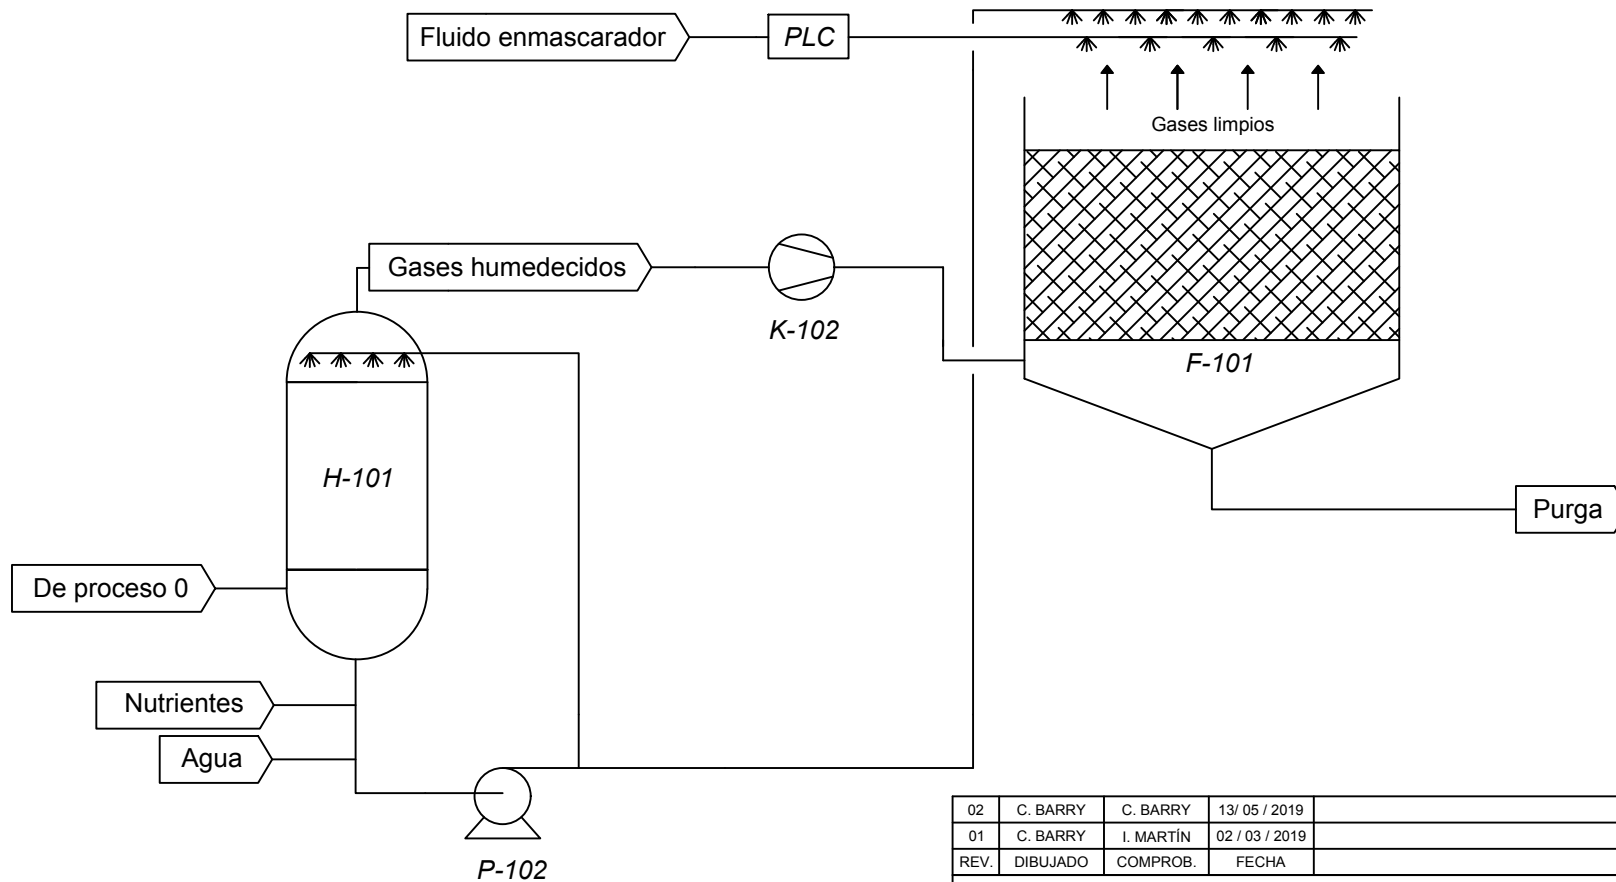 Fluido enmascarador
PLC
Gases limpios
Gases humedecidos
K-102
F-101
H-101
Purga
De proceso 0
Nutrientes
Agua
P-102
02 C. BARRY C. BARRY 13/ 05 / 2019
01 C. BARRY I. MARTÍN 02 / 03 / 2019
REV. DIBUJADO COMPROB. FECHA